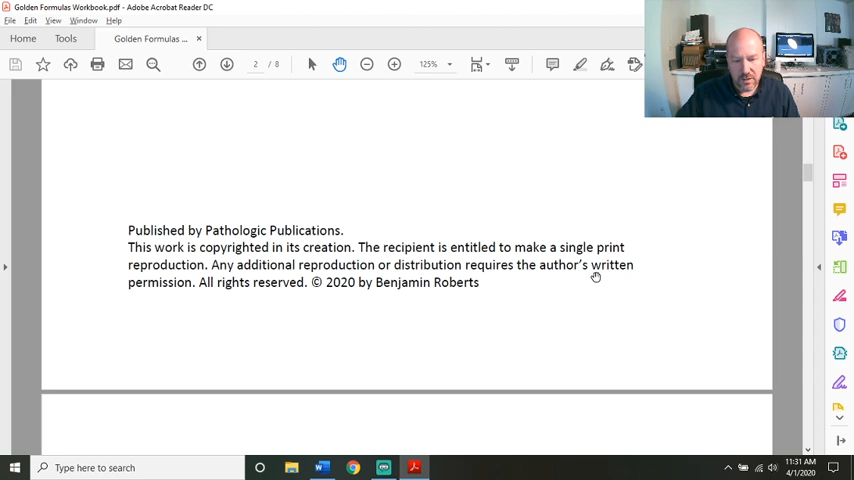 Golden Formulas Workbook.pdf - Adobe Acrobat Reader DC
File Edit View Window Help
Home Tools Golden Formulas ... ×
2 / 8 125%
Published by Pathologic Publications.
This work is copyrighted in its creation. The recipient is entitled to make a single print
reproduction. Any additional reproduction or distribution requires the author's written
permission. All rights reserved. © 2020 by Benjamin Roberts
Type here to search
11:31 AM
4/1/2020